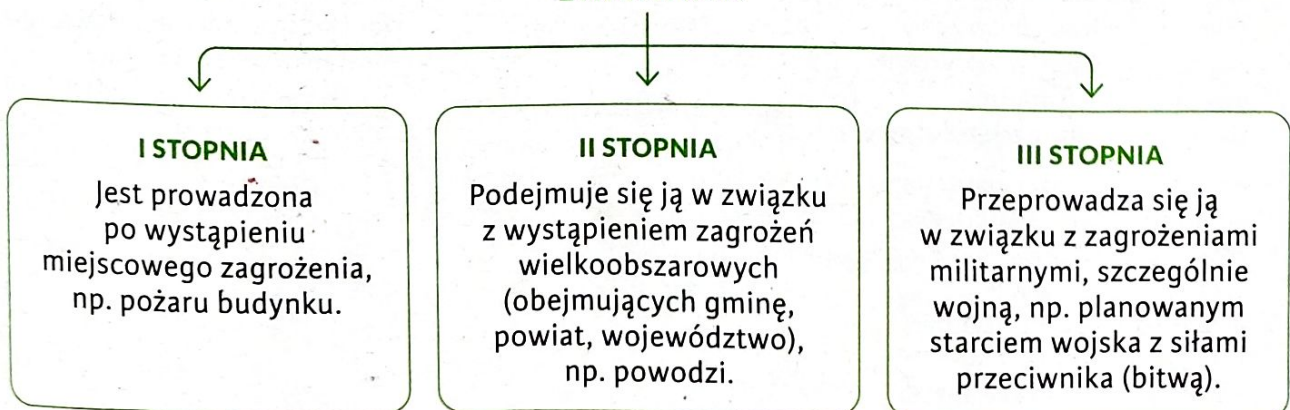 I STOPNIA
Jest prowadzona
po wystąpieniu
miejscowego zagrożenia,
np. pożaru budynku.
II STOPNIA
Podejmuje się ją w związku
z wystąpieniem zagrożeń
wielkoobszarowych
(obejmujących gminę,
powiat, województwo),
np. powodzi.
III STOPNIA
Przeprowadza się ją
w związku z zagrożeniami
militarnymi, szczególnie
wojną, np. planowanym
starciem wojska z siłami
przeciwnika (bitwą).